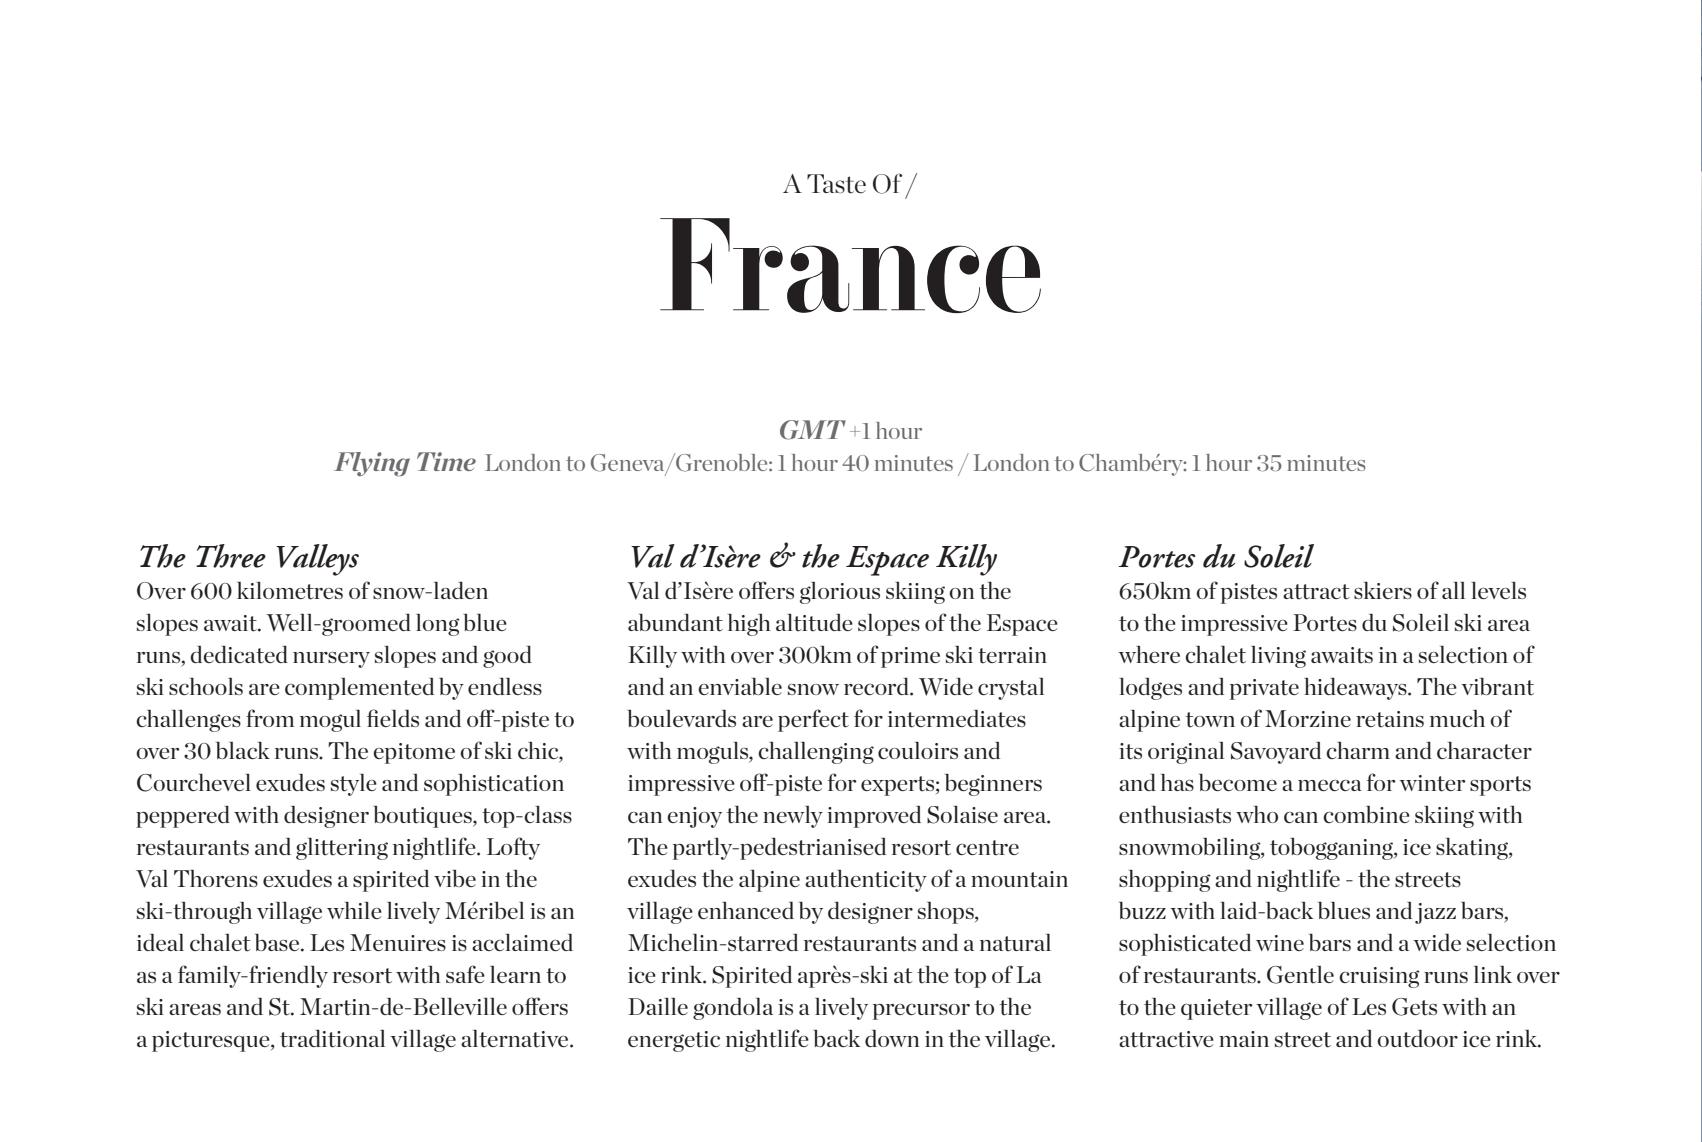 A Taste Of /
France
GMT +1 hour
Flying Time London to Geneva/Grenoble: 1 hour 40 minutes / London to Chambéry: 1 hour 35 minutes
The Three Valleys
Over 600 kilometres of snow-laden
slopes await. Well-groomed long blue
runs, dedicated nursery slopes and good
ski schools are complemented by endless
challenges from mogul fields and off-piste to
over 30 black runs. The epitome of ski chic,
Courchevel exudes style and sophistication
peppered with designer boutiques, top-class
restaurants and glittering nightlife. Lofty
Val Thorens exudes a spirited vibe in the
ski-through village while lively Méribel is an
ideal chalet base. Les Menuires is acclaimed
as a family-friendly resort with safe learn to
ski areas and St. Martin-de-Belleville offers
a picturesque, traditional village alternative.
Val d’Isère & the Espace Killy
Val d’Isère offers glorious skiing on the
abundant high altitude slopes of the Espace
Killy with over 300km of prime ski terrain
and an enviable snow record. Wide crystal
boulevards are perfect for intermediates
with moguls, challenging couloirs and
impressive off-piste for experts; beginners
can enjoy the newly improved Solaise area.
The partly-pedestrianised resort centre
exudes the alpine authenticity of a mountain
village enhanced by designer shops,
Michelin-starred restaurants and a natural
ice rink. Spirited après-ski at the top of La
Daille gondola is a lively precursor to the
energetic nightlife back down in the village.
Portes du Soleil
650km of pistes attract skiers of all levels
to the impressive Portes du Soleil ski area
where chalet living awaits in a selection of
lodges and private hideaways. The vibrant
alpine town of Morzine retains much of
its original Savoyard charm and character
and has become a mecca for winter sports
enthusiasts who can combine skiing with
snowmobiling, tobogganing, ice skating,
shopping and nightlife - the streets
buzz with laid-back blues and jazz bars,
sophisticated wine bars and a wide selection
of restaurants. Gentle cruising runs link over
to the quieter village of Les Gets with an
attractive main street and outdoor ice rink.